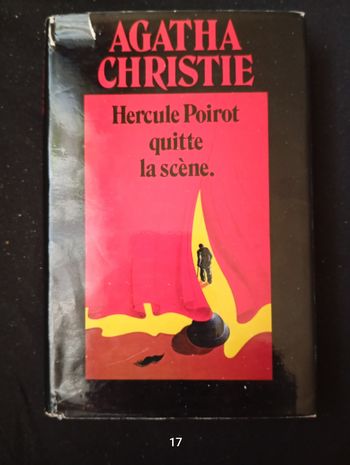 AGATHA
CHRISTIE
Hercule Poirot
quitte
la scène.
17